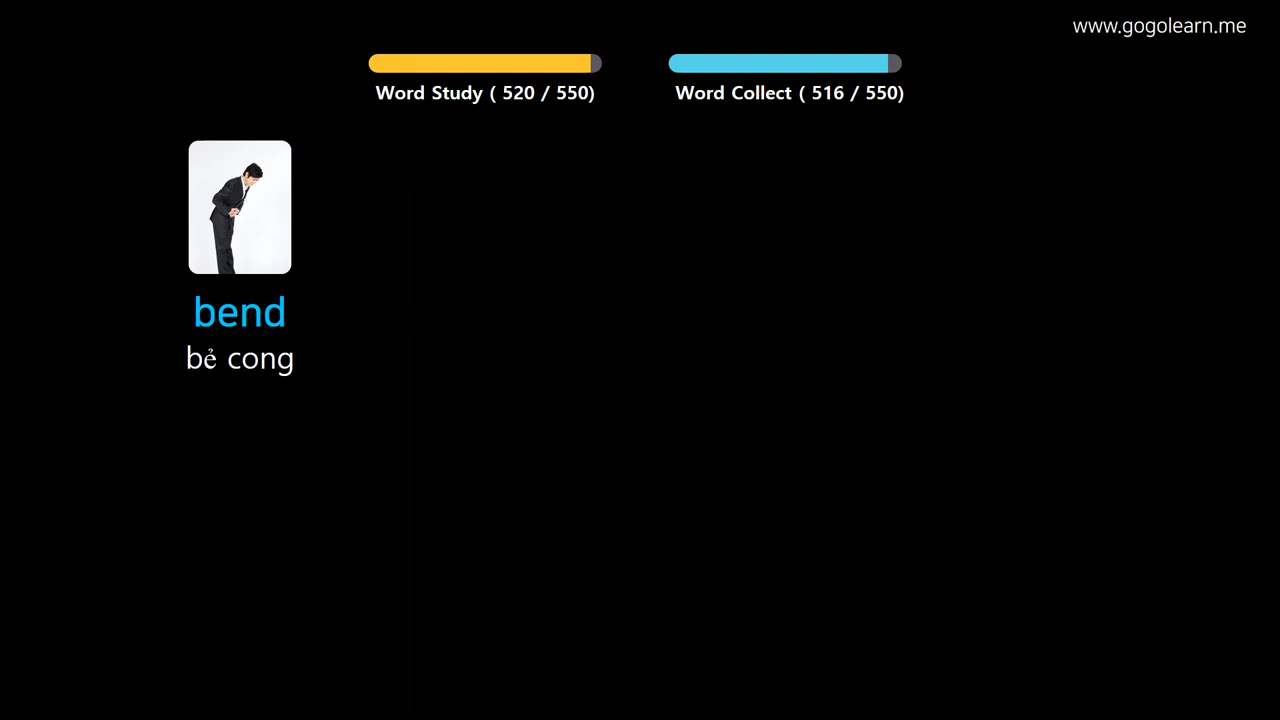 www.gogolearn.me
Word Study ( 520 / 550)
Word Collect ( 516 / 550)
bend
bẻ cong